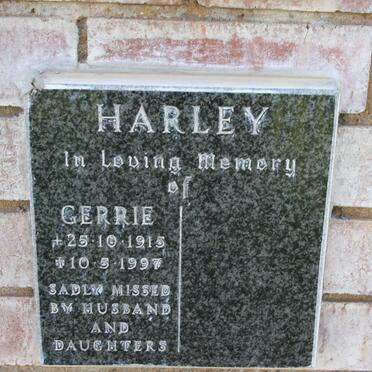 HARLEY
In Loving Memory
of
GERRIE
+25·10·1915
†10·5·1997
SADLY MISSED
BY HUSBAND
AND
DAUGHTERS